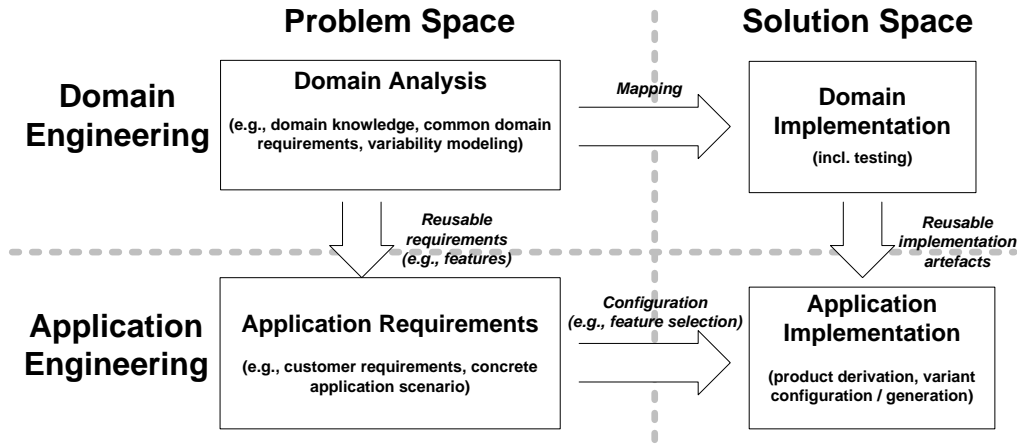 Problem Space
Solution Space
Domain
Engineering
Domain Analysis
(e.g., domain knowledge, common domain
requirements, variability modeling)
Mapping
Domain
Implementation
(incl. testing)
Reusable
requirements
(e.g., features)
Reusable
implementation
artefacts
Application
Engineering
Application Requirements
(e.g., customer requirements, concrete
application scenario)
Configuration
(e.g., feature selection)
Application
Implementation
(product derivation, variant
configuration / generation)